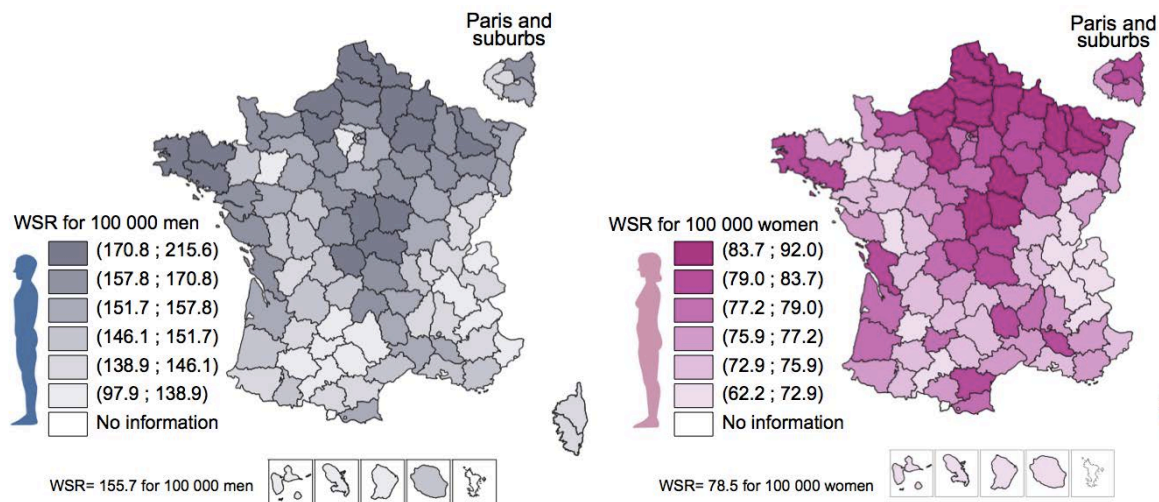 Paris and
suburbs
WSR for 100 000 men
(170.8 ; 215.6)
(157.8 ; 170.8)
(151.7 ; 157.8)
(146.1 ; 151.7)
(138.9 ; 146.1)
(97.9 ; 138.9)
No information
WSR= 155.7 for 100 000 men
Paris and
suburbs
WSR for 100 000 women
(83.7 ; 92.0)
(79.0 ; 83.7)
(77.2 ; 79.0)
(75.9 ; 77.2)
(72.9 ; 75.9)
(62.2 ; 72.9)
No information
WSR= 78.5 for 100 000 women